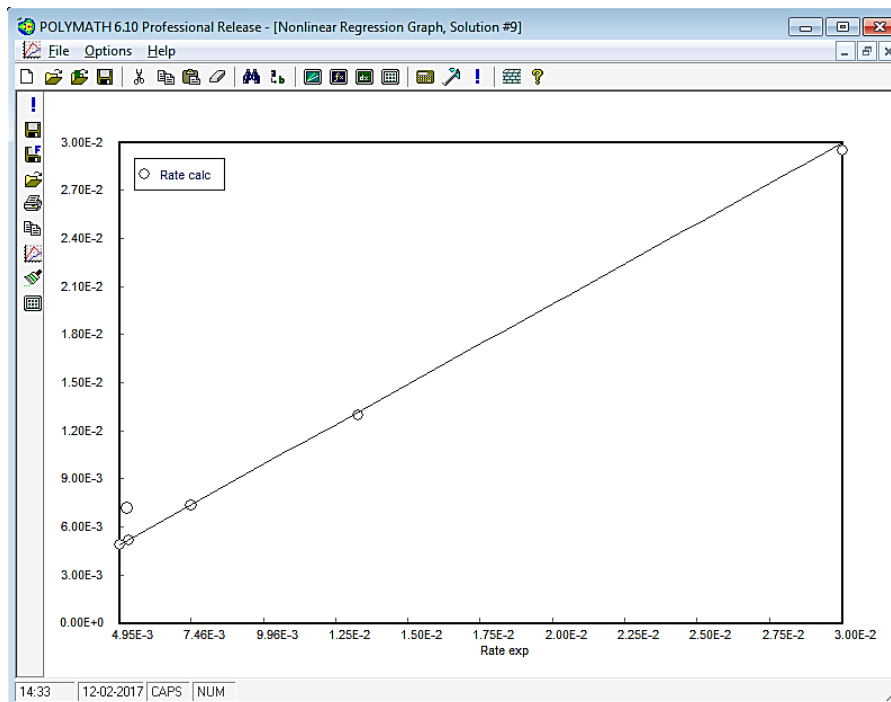 POLYMATH 6.10 Professional Release - [Nonlinear Regression Graph, Solution #9]
File Options Help
3.00E-2
Rate calc
2.70E-2
2.40E-2
2.10E-2
1.80E-2
1.50E-2
1.20E-2
9.00E-3
6.00E-3
3.00E-3
0.00E+0
4.95E-3 7.46E-3 9.96E-3 1.25E-2 1.50E-2 1.75E-2 2.00E-2 2.25E-2 2.50E-2 2.75E-2 3.00E-2
Rate exp
14:33 12-02-2017 CAPS NUM